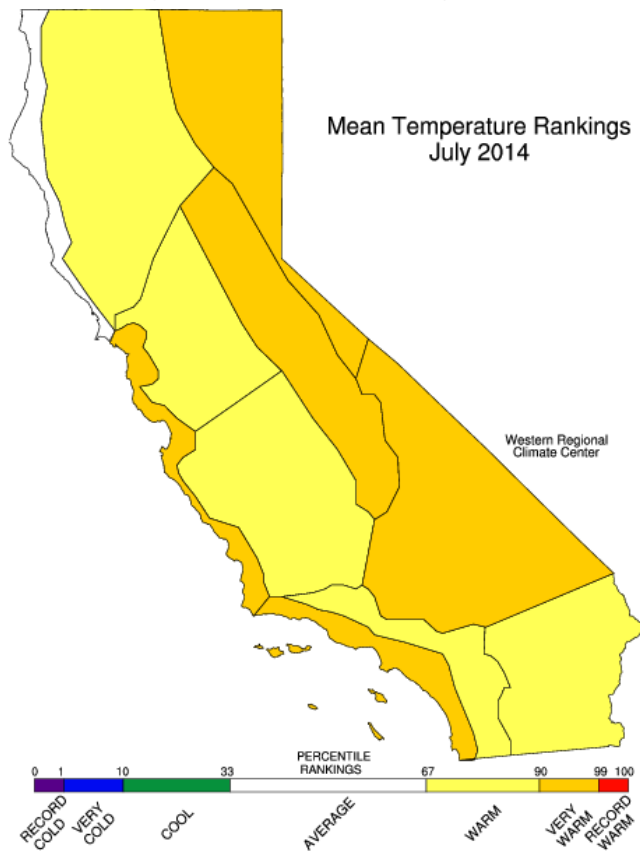 Mean Temperature Rankings
July 2014
Western Regional
Climate Center
PERCENTILE
RANKINGS
0 1 10 33 67 90 99 100
RECORD
COLD
VERY
COLD
COOL
AVERAGE
WARM
VERY
WARM
RECORD
WARM